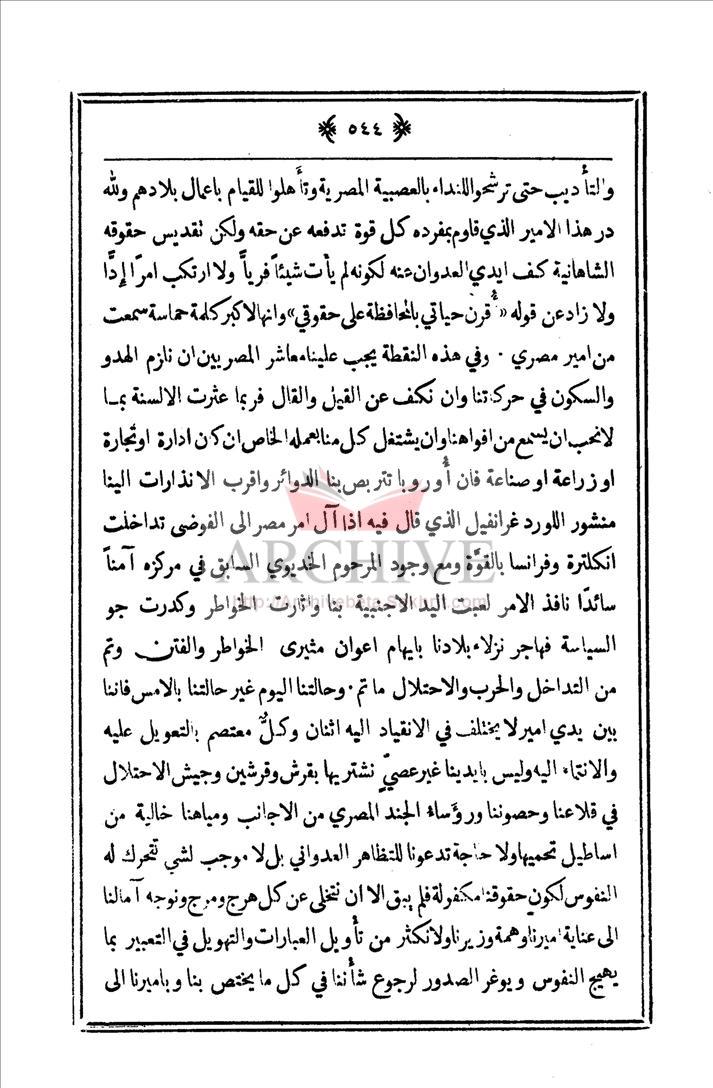 ٥٤٤
والتأديب حتى ترشحوا للنداء بالعصبية المصرية وتأهلوا للقيام باعمال بلادهم ولله
در هذا الامير الذي قاوم بمفرده كل قوة تدفعه عن حقه ولكن تقديس حقوقه
الشاهانية كف ايدي العدوان عنه لكونه لم يأت شيئاً فرياً ولا ارتكب امرًا إدًّا
ولا زاد عن قوله «أُقرن حياتي بالمحافظة على حقوقي» وانها لاكبر كلمة حماسة سمعت
من امير مصري . وفي هذه النقطة يجب علينا معاشر المصريين ان نلزم الهدو
والسكون في حركاتنا وان نكف عن القيل والقال فربما عثرت الالسنة بما
لا نحب ان يسمع من افواهنا وان يشتغل كل منا بعمله الخاص ان كان ادارة او تجارة
او زراعة او صناعة فان أُوروبا تتربص بنا الدوائر واقرب الانذارات الينا
منشور اللورد غرانفيل الذي قال فيه اذا آل امر مصر الى الفوضى تداخلت
انكلترة وفرانسا بالقوَّة ومع وجود المرحوم الخديوي السابق في مركزه آمناً
سائدًا نافذ الامر لعبت اليد الاجنبية بنا واثارت الخواطر وكدرت جو
السياسة فهاجر نزلاء بلادنا بايهام اعوان مثيري الخواطر والفتن وتم
من التداخل والحرب والاحتلال ما تم . وحالتنا اليوم غير حالتنا بالامس فاننا
بين يدي امير لا يختلف في الانقياد اليه اثنان وكلٌّ معتصم بالتعويل عليه
والانتماء اليه وليس بايدينا غير عصيّ نشتريها بقرش وقرشين وجيش الاحتلال
في قلاعنا وحصوننا ورؤساء الجند المصري من الاجانب ومياهنا خالية من
اساطيل تحميها ولا حاجة تدعونا للتظاهر العدواني بل لا موجب لشي تتحرك له
النفوس لكون حقوقنا مكفولة فلم يبق الا ان نتخلى عن كل هرج ومرج ونوجه آمالنا
الى عناية اميرنا وهمة وزيرنا ولا نكثر من تأويل العبارات والتهويل في التعبير بما
يهيج النفوس ويوغر الصدور لرجوع شأننا في كل ما يختص بنا وباميرنا الى
ARCHIVE
http://Archivebeta.Sakhrit.com